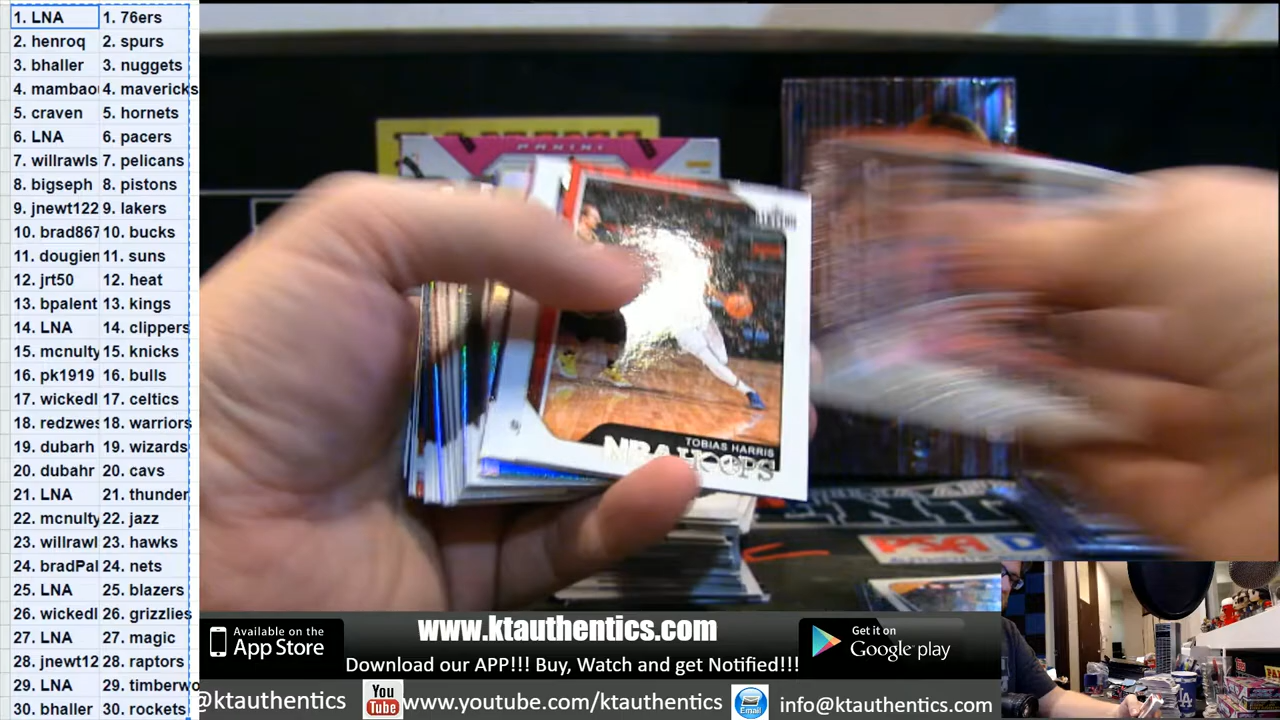 1. LNA 1. 76ers
2. henroq 2. spurs
3. bhaller 3. nuggets
4. mambao 4. mavericks
5. craven 5. hornets
6. LNA 6. pacers
7. willrawls 7. pelicans
8. bigseph 8. pistons
9. jnewt122 9. lakers
10. brad867 10. bucks
11. dougien 11. suns
12. jrt50 12. heat
13. bpalent 13. kings
14. LNA 14. clippers
15. mcnulty 15. knicks
16. pk1919 16. bulls
17. wickedl 17. celtics
18. redzwes 18. warriors
19. dubarh 19. wizards
20. dubahr 20. cavs
21. LNA 21. thunder
22. mcnulty 22. jazz
23. willrawl 23. hawks
24. bradPal 24. nets
25. LNA 25. blazers
26. wickedl 26. grizzlies
27. LNA 27. magic
28. jnewt12 28. raptors
29. LNA 29. timberwo
30. bhaller 30. rockets
PANINI
TOBIAS HARRIS
NBA HOOPS
PSA
Available on the
App Store
www.ktauthentics.com
Download our APP!!! Buy, Watch and get Notified!!!
Get it on
Google play
@ktauthentics
You
Tube
www.youtube.com/ktauthentics
Email
info@ktauthentics.com